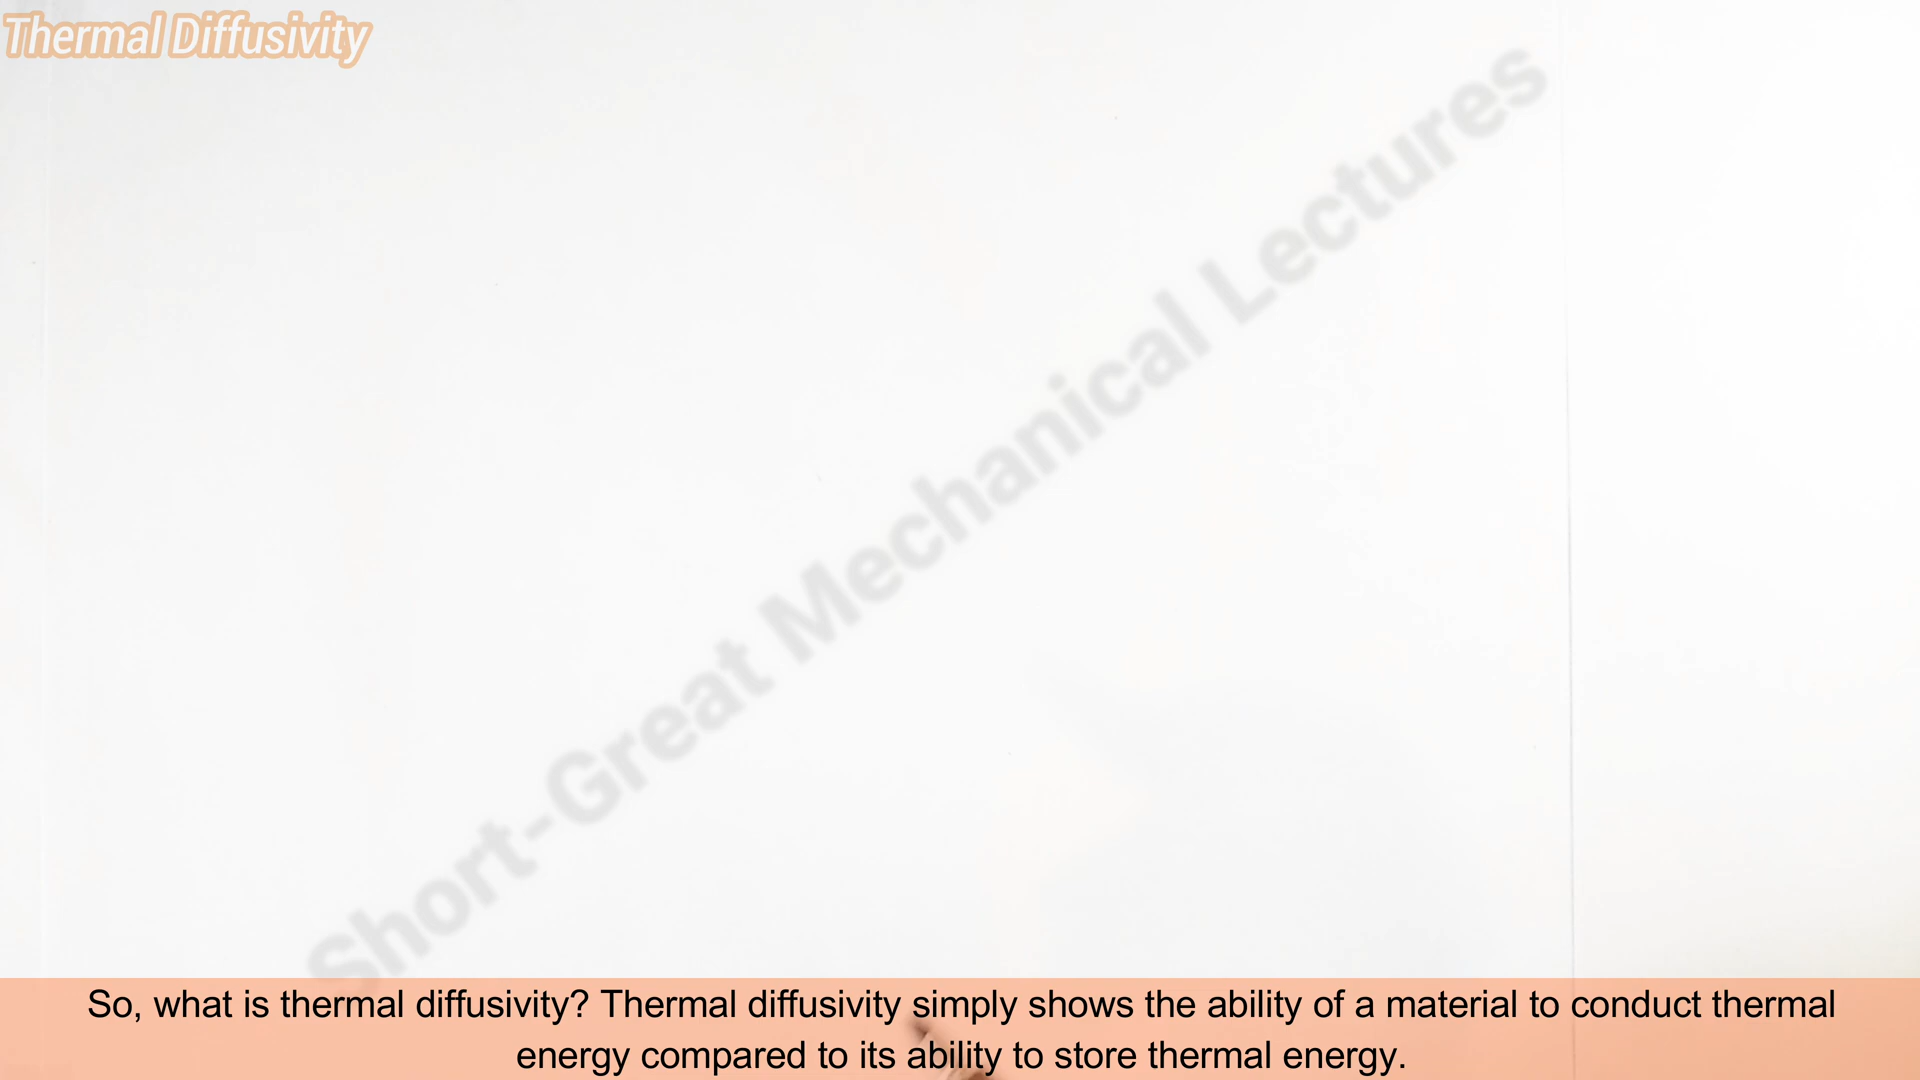 Thermal Diffusivity
Short-Great Mechanical Lectures
So, what is thermal diffusivity? Thermal diffusivity simply shows the ability of a material to conduct thermal
energy compared to its ability to store thermal energy.